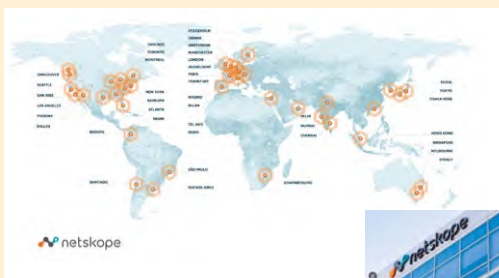 CHICAGO
TORONTO
MONTREAL
STOCKHOLM
LONDON
AMSTERDAM
MANCHESTER
LONDON
DUSSELDORF
PARIS
FRANKFURT
VANCOUVER
SEATTLE
SAN JOSE
LOS ANGELES
PHOENIX
DALLAS
NEW YORK
ASHBURN
ATLANTA
MIAMI
MADRID
MILAN
TEL AVIV
DUBAI
DELHI
MUMBAI
CHENNAI
SEOUL
TOKYO
OSAKA
HONG KONG
SINGAPORE
MELBOURNE
SYDNEY
BOGOTA
SANTIAGO
SÃO PAULO
BUENOS AIRES
JOHANNESBURG
netskope
netskope